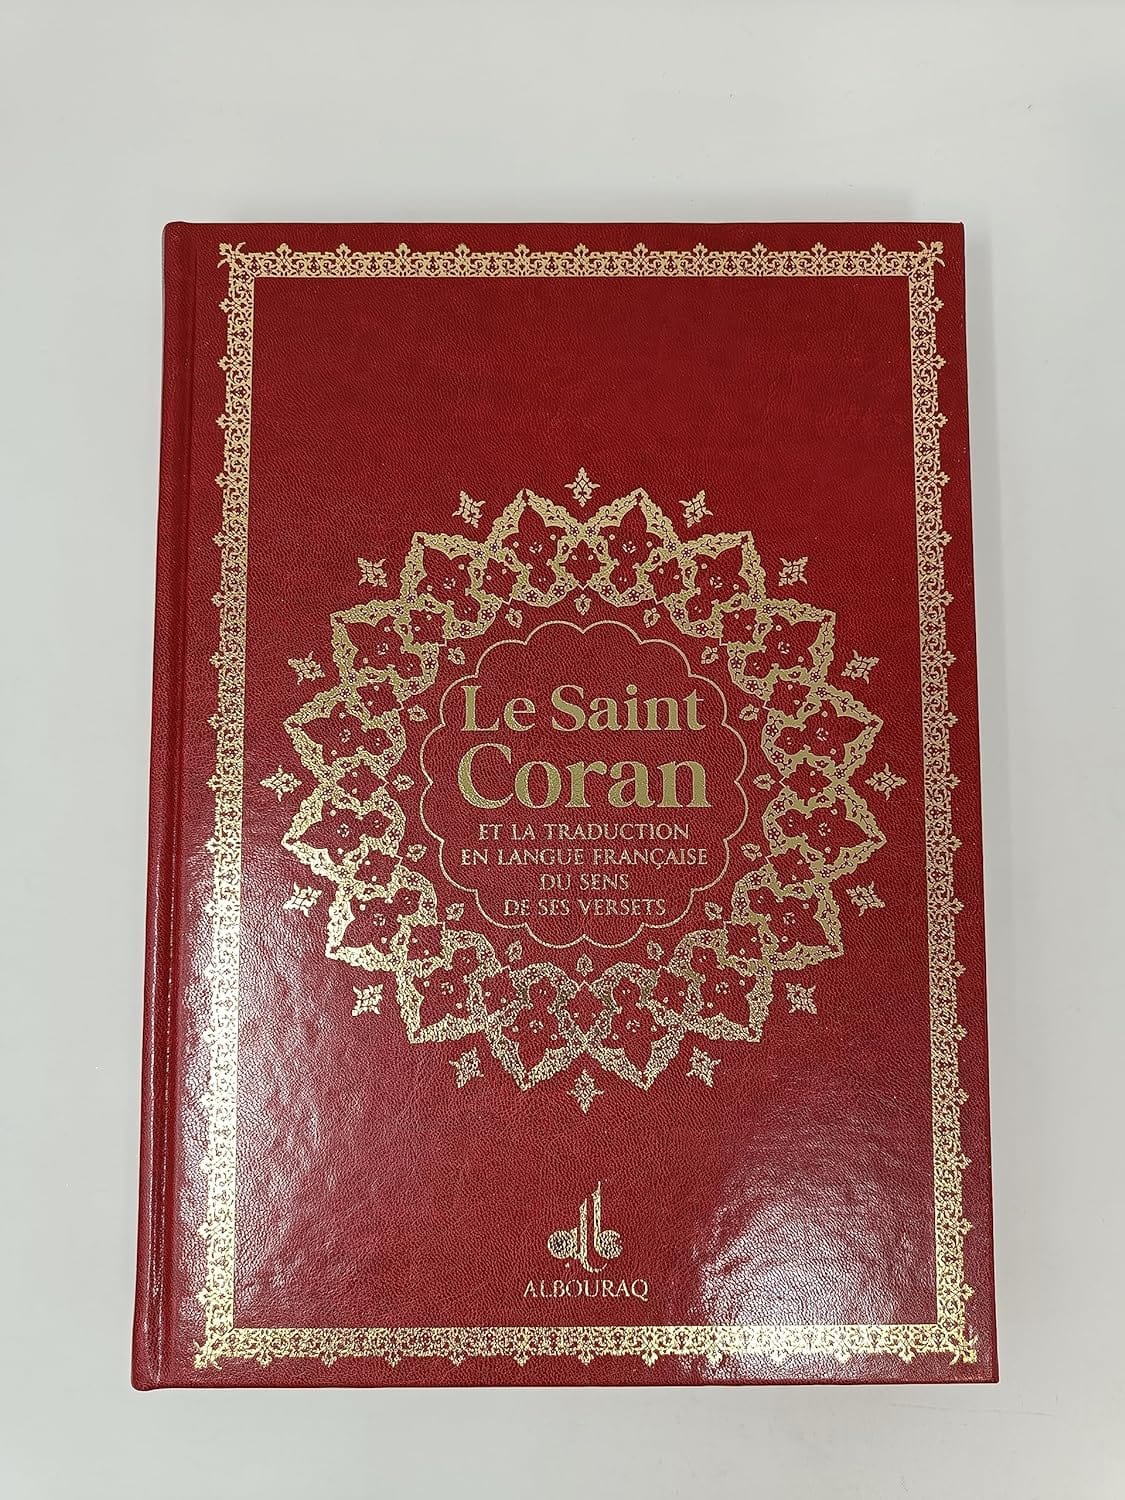 Le Saint
Coran
ET LA TRADUCTION
EN LANGUE FRANÇAISE
DU SENS
DE SES VERSETS
ALBOURAQ